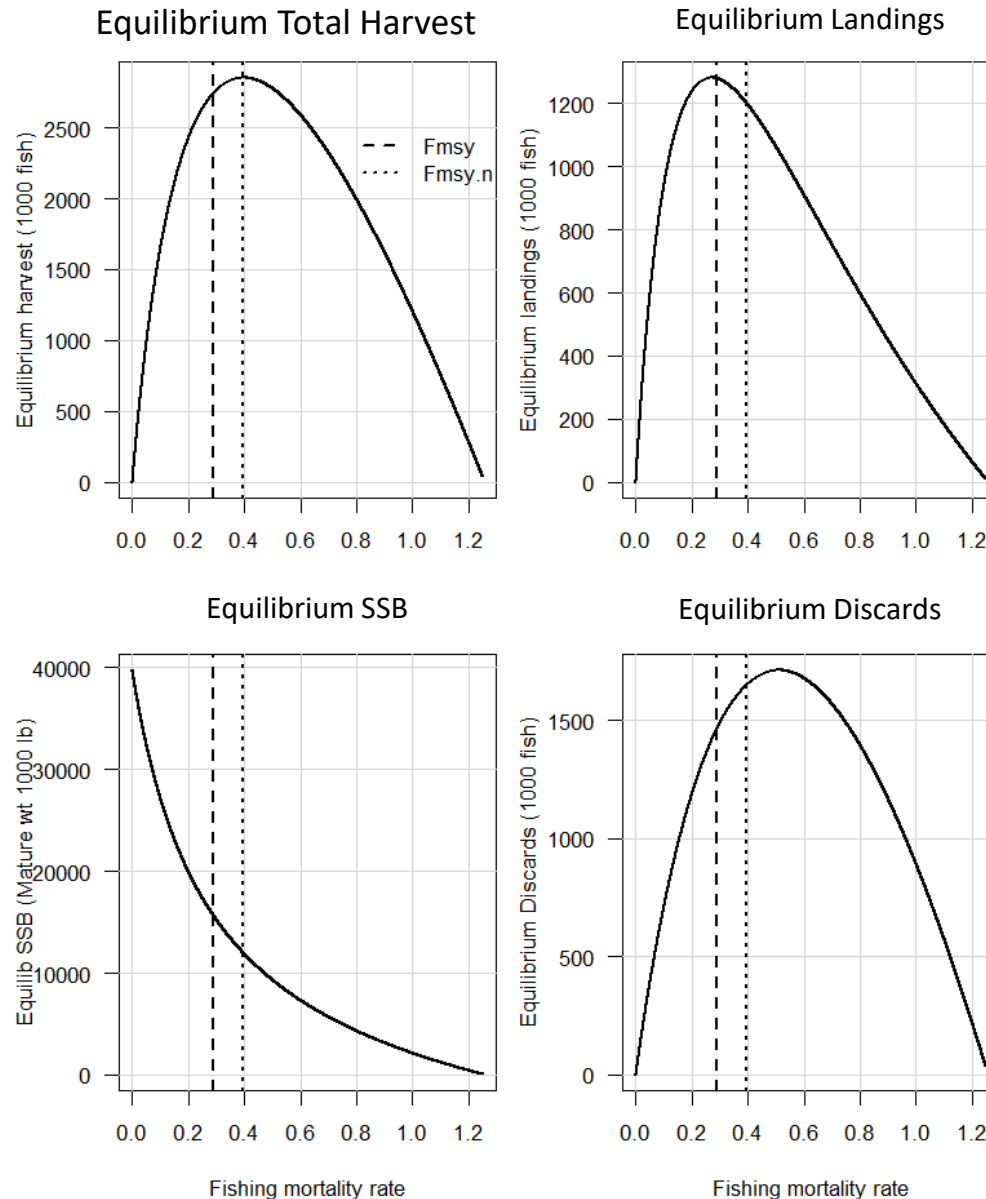 Equilibrium Total Harvest
Equilibrium harvest (1000 fish)
2500
2000
1500
1000
500
0
Fmsy
Fmsy.n
0.0 0.2 0.4 0.6 0.8 1.0 1.2
Equilibrium Landings
Equilibrium landings (1000 fish)
1200
1000
800
600
400
200
0
0.0 0.2 0.4 0.6 0.8 1.0 1.2
Equilibrium SSB
Equilib SSB (Mature wt 1000 lb)
40000
30000
20000
10000
0
0.0 0.2 0.4 0.6 0.8 1.0 1.2
Fishing mortality rate
Equilibrium Discards
Equilibrium Discards (1000 fish)
1500
1000
500
0
0.0 0.2 0.4 0.6 0.8 1.0 1.2
Fishing mortality rate